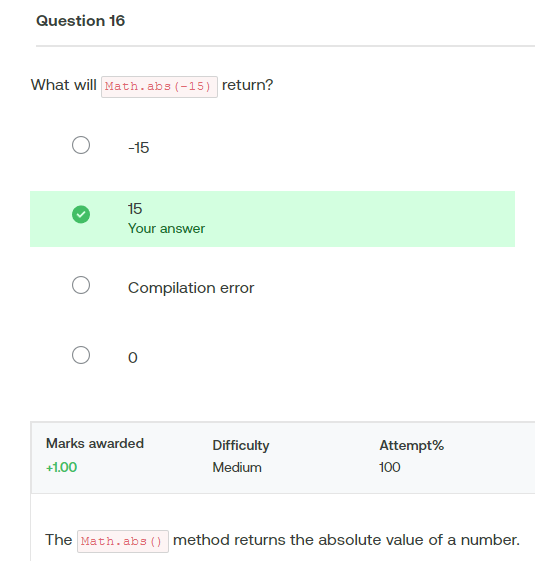 Question 16
What will Math.abs(-15) return?
-15
15
Your answer
Compilation error
0
Marks awarded
Difficulty
Attempt%
+1.00
Medium
100
The Math.abs() method returns the absolute value of a number.